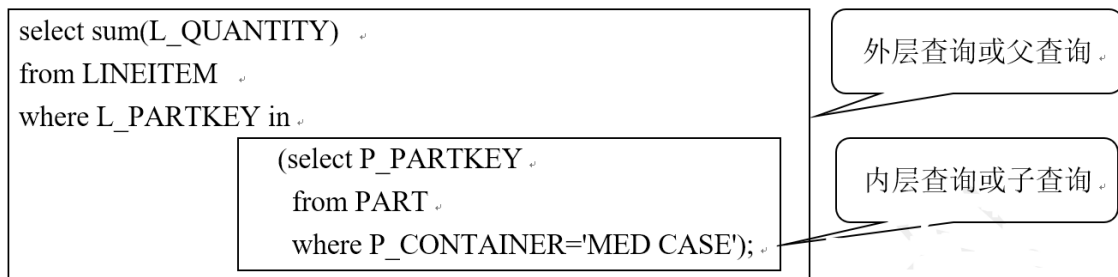 select sum(L_QUANTITY)
from LINEITEM
where L_PARTKEY in
(select P_PARTKEY
from PART
where P_CONTAINER='MED CASE');
外层查询或父查询
内层查询或子查询